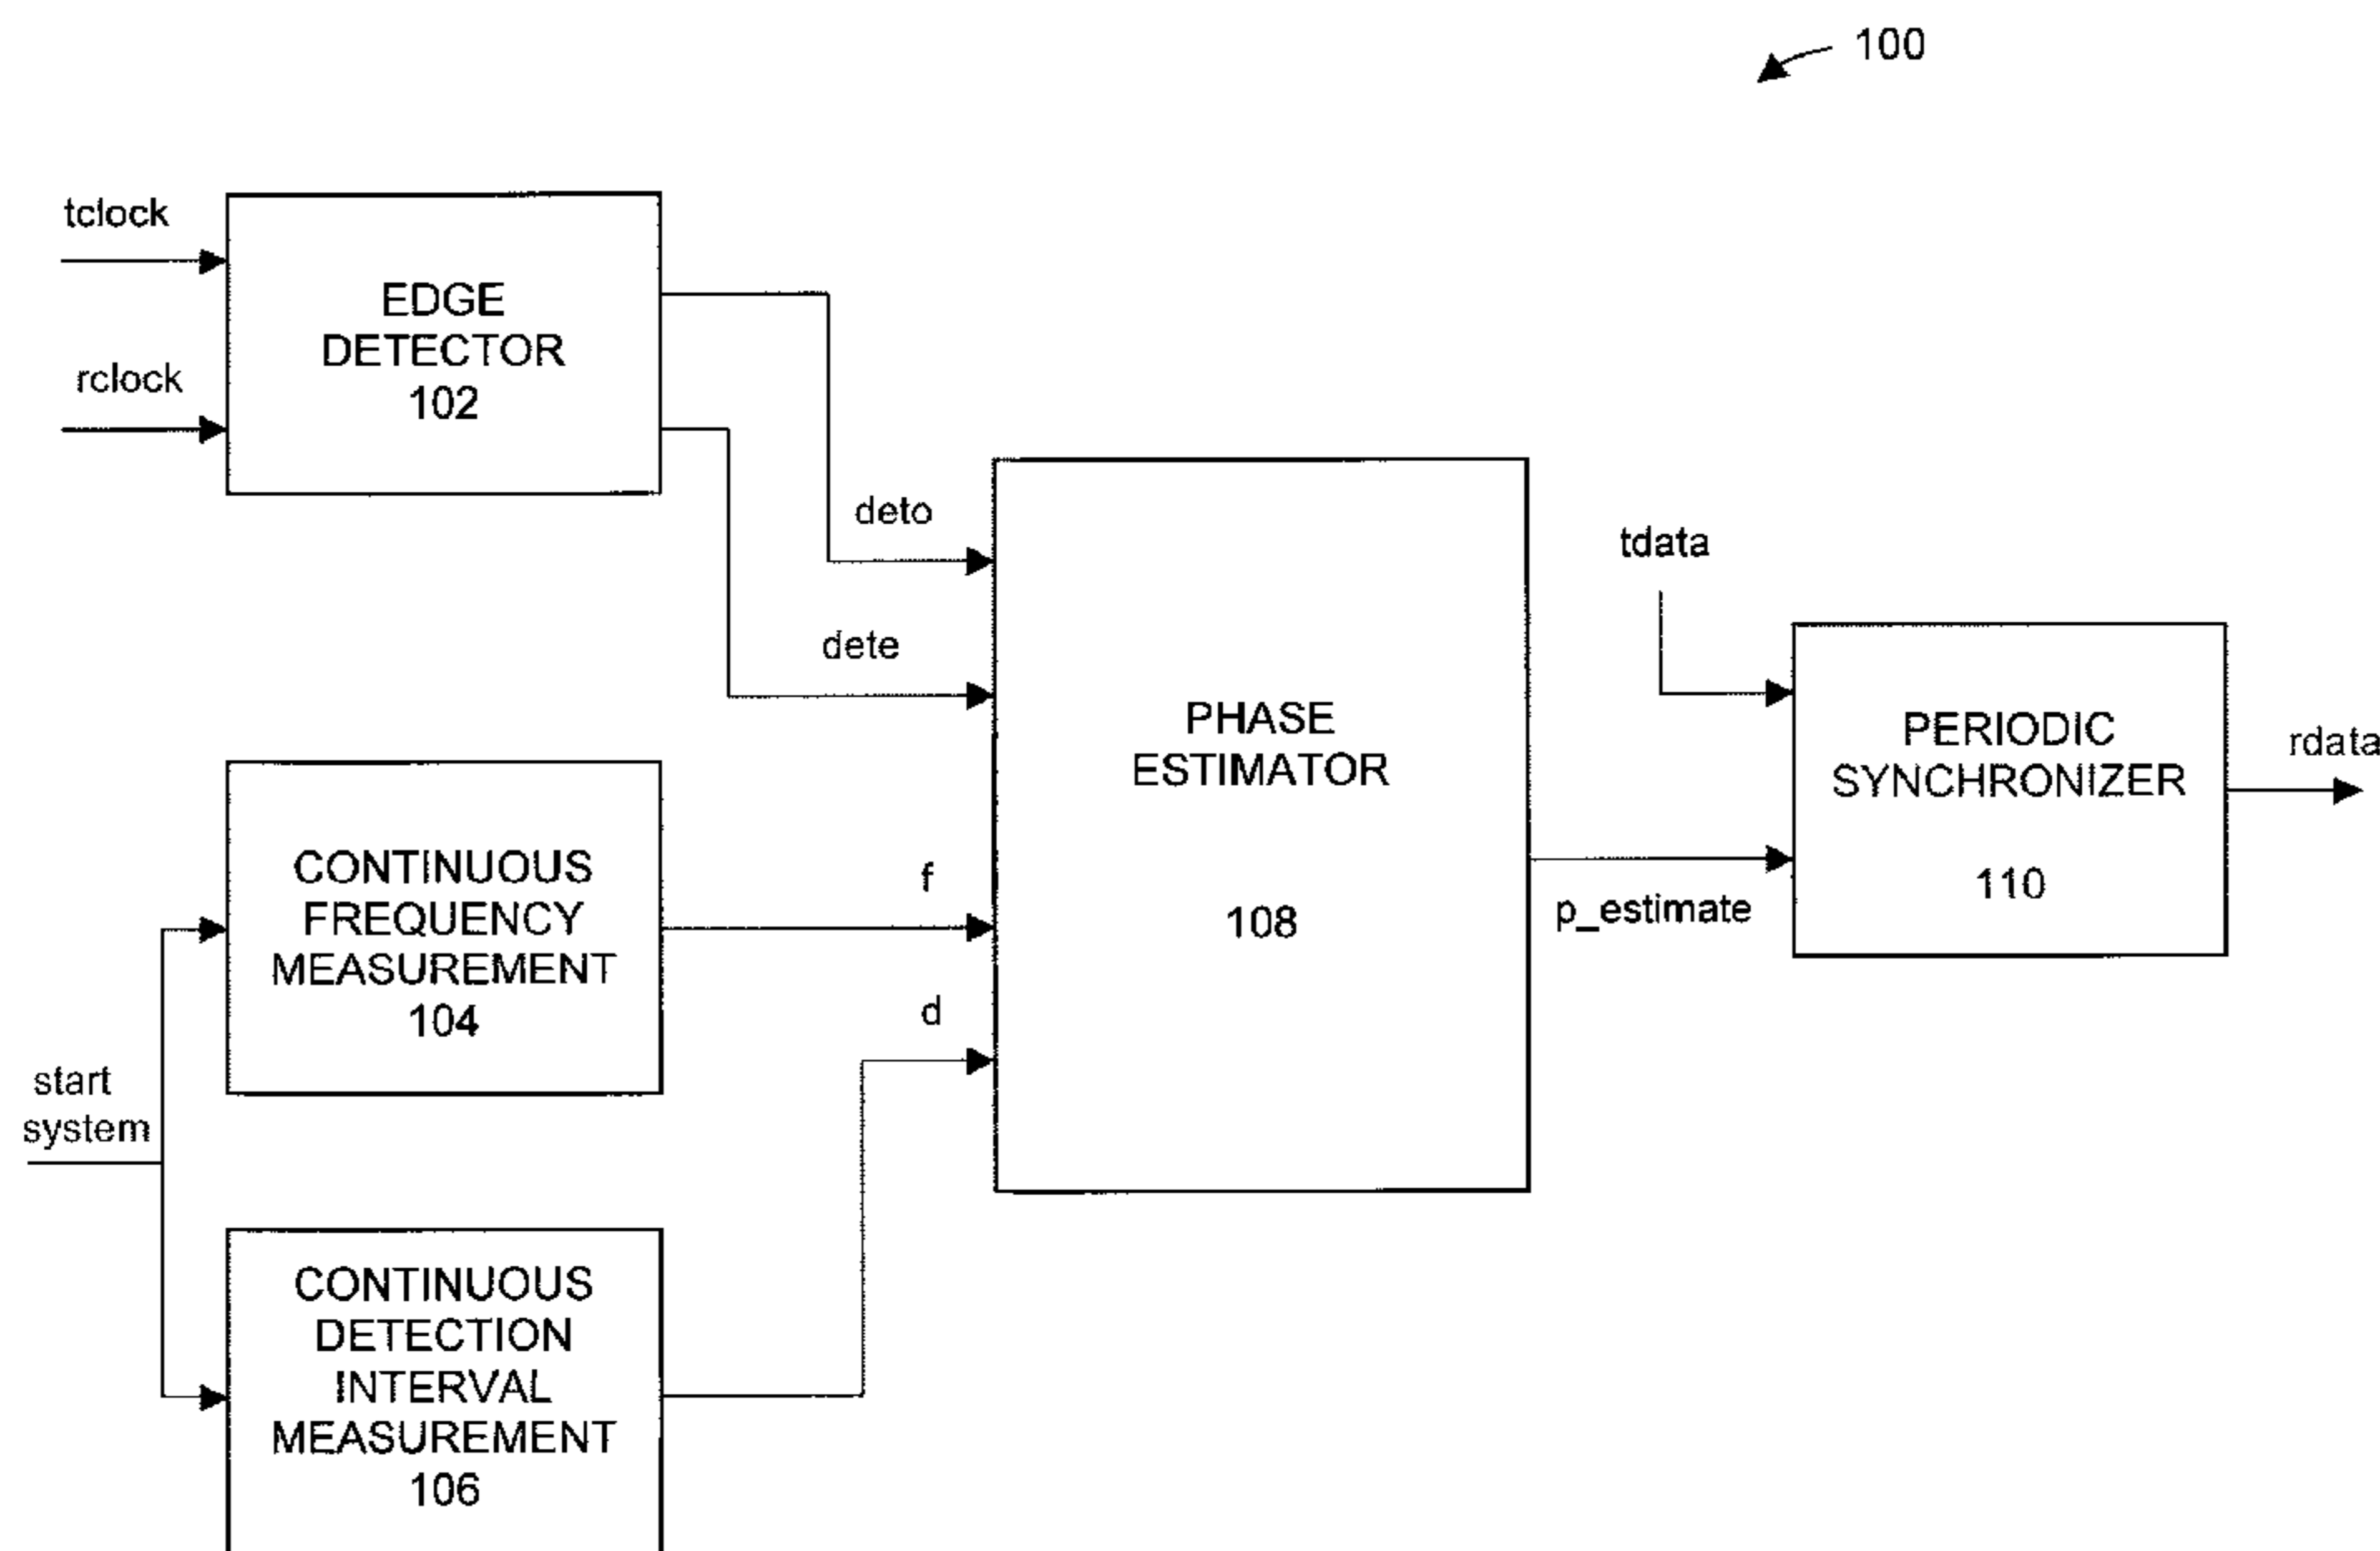 100
tclock
EDGE
DETECTOR
102
rclock
deto
dete
CONTINUOUS
FREQUENCY
MEASUREMENT
104
f
d
start
system
CONTINUOUS
DETECTION
INTERVAL
MEASUREMENT
106
PHASE
ESTIMATOR
108
tdata
p_estimate
PERIODIC
SYNCHRONIZER
110
rdata